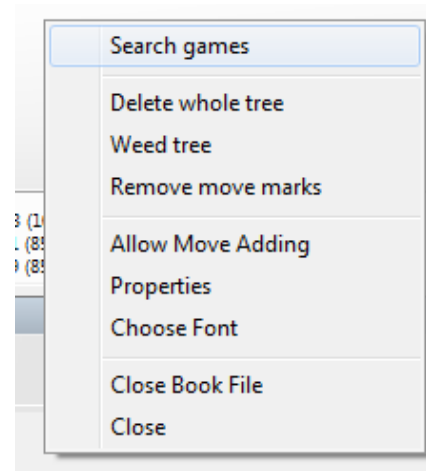 Search games
Delete whole tree
Weed tree
Remove move marks
Allow Move Adding
Properties
Choose Font
Close Book File
Close